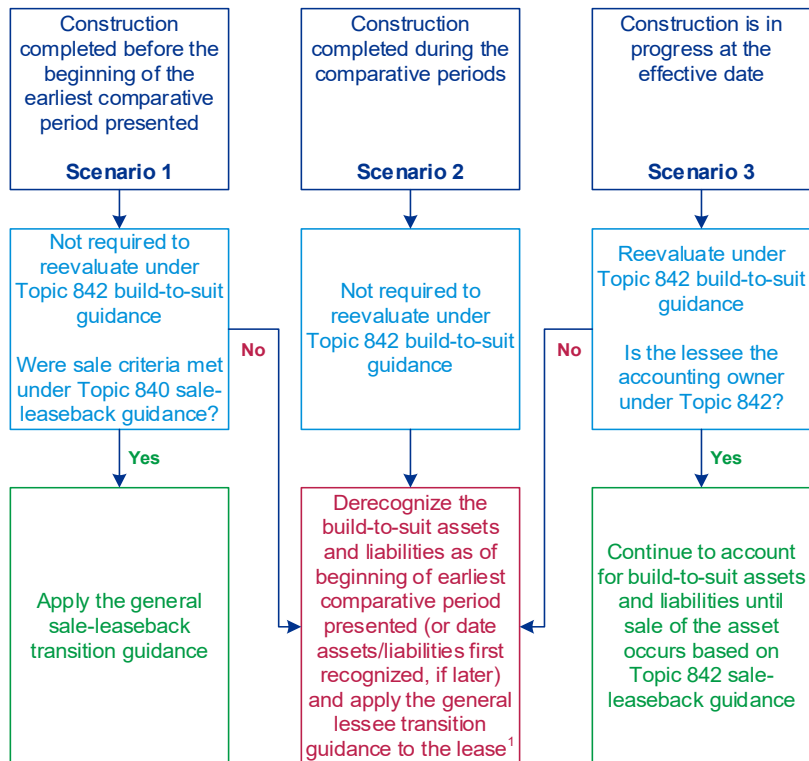 Construction
completed before the
beginning of the
earliest comparative
period presented
Scenario 1
Construction
completed during the
comparative periods
Scenario 2
Construction is in
progress at the
effective date
Scenario 3
Not required to
reevaluate under
Topic 842 build-to-suit
guidance
Were sale criteria met
under Topic 840 sale-
leaseback guidance?
No
Yes
Not required to
reevaluate under
Topic 842 build-to-suit
guidance
Reevaluate under
Topic 842 build-to-suit
guidance
Is the lessee the
accounting owner
under Topic 842?
No
Yes
Apply the general
sale-leaseback
transition guidance
Derecognize the
build-to-suit assets
and liabilities as of
beginning of earliest
comparative period
presented (or date
assets/liabilities first
recognized, if later)
and apply the general
lessee transition
guidance to the lease¹
Continue to account
for build-to-suit assets
and liabilities until
sale of the asset
occurs based on
Topic 842 sale-
leaseback guidance